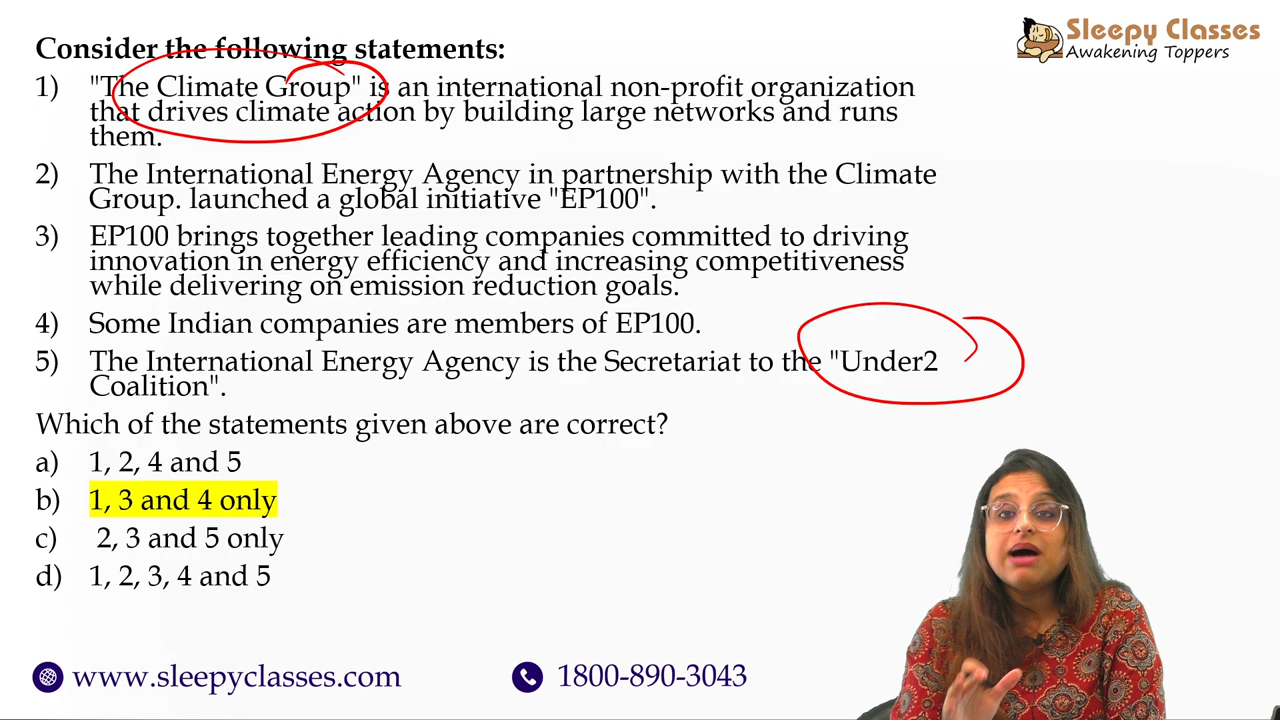 Sleepy Classes
Awakening Toppers
Consider the following statements:
1) "The Climate Group" is an international non-profit organization
that drives climate action by building large networks and runs
them.
2) The International Energy Agency in partnership with the Climate
Group. launched a global initiative "EP100".
3) EP100 brings together leading companies committed to driving
innovation in energy efficiency and increasing competitiveness
while delivering on emission reduction goals.
4) Some Indian companies are members of EP100.
5) The International Energy Agency is the Secretariat to the "Under2
Coalition".
Which of the statements given above are correct?
a) 1, 2, 4 and 5
b) 1, 3 and 4 only
c) 2, 3 and 5 only
d) 1, 2, 3, 4 and 5
www.sleepyclasses.com
1800-890-3043